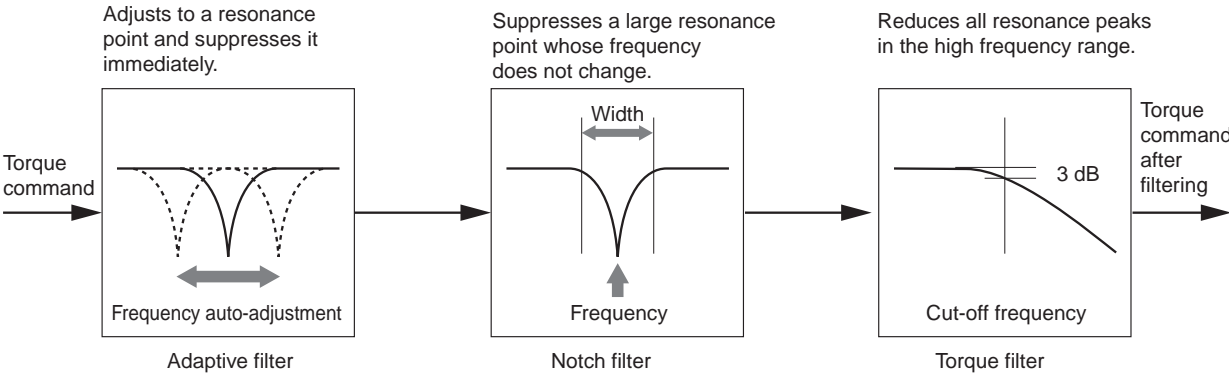 Adjusts to a resonance
point and suppresses it
immediately.
Suppresses a large resonance
point whose frequency
does not change.
Reduces all resonance peaks
in the high frequency range.
Torque
command
Frequency auto-adjustment
Adaptive filter
Width
Frequency
Notch filter
3 dB
Cut-off frequency
Torque filter
Torque
command
after
filtering